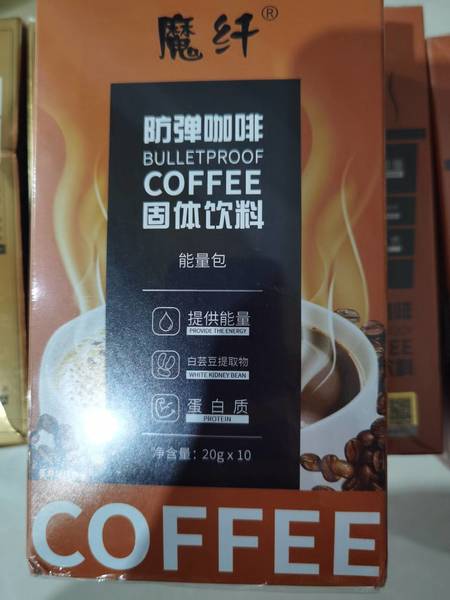 魔纤®
防弹咖啡
BULLETPROOF
COFFEE
固体饮料
能量包
提供能量
PROVIDE THE ENERGY
白芸豆提取物
WHITE KIDNEY BEAN
蛋白质
PROTEIN
净含量：20g x 10
COFFEE